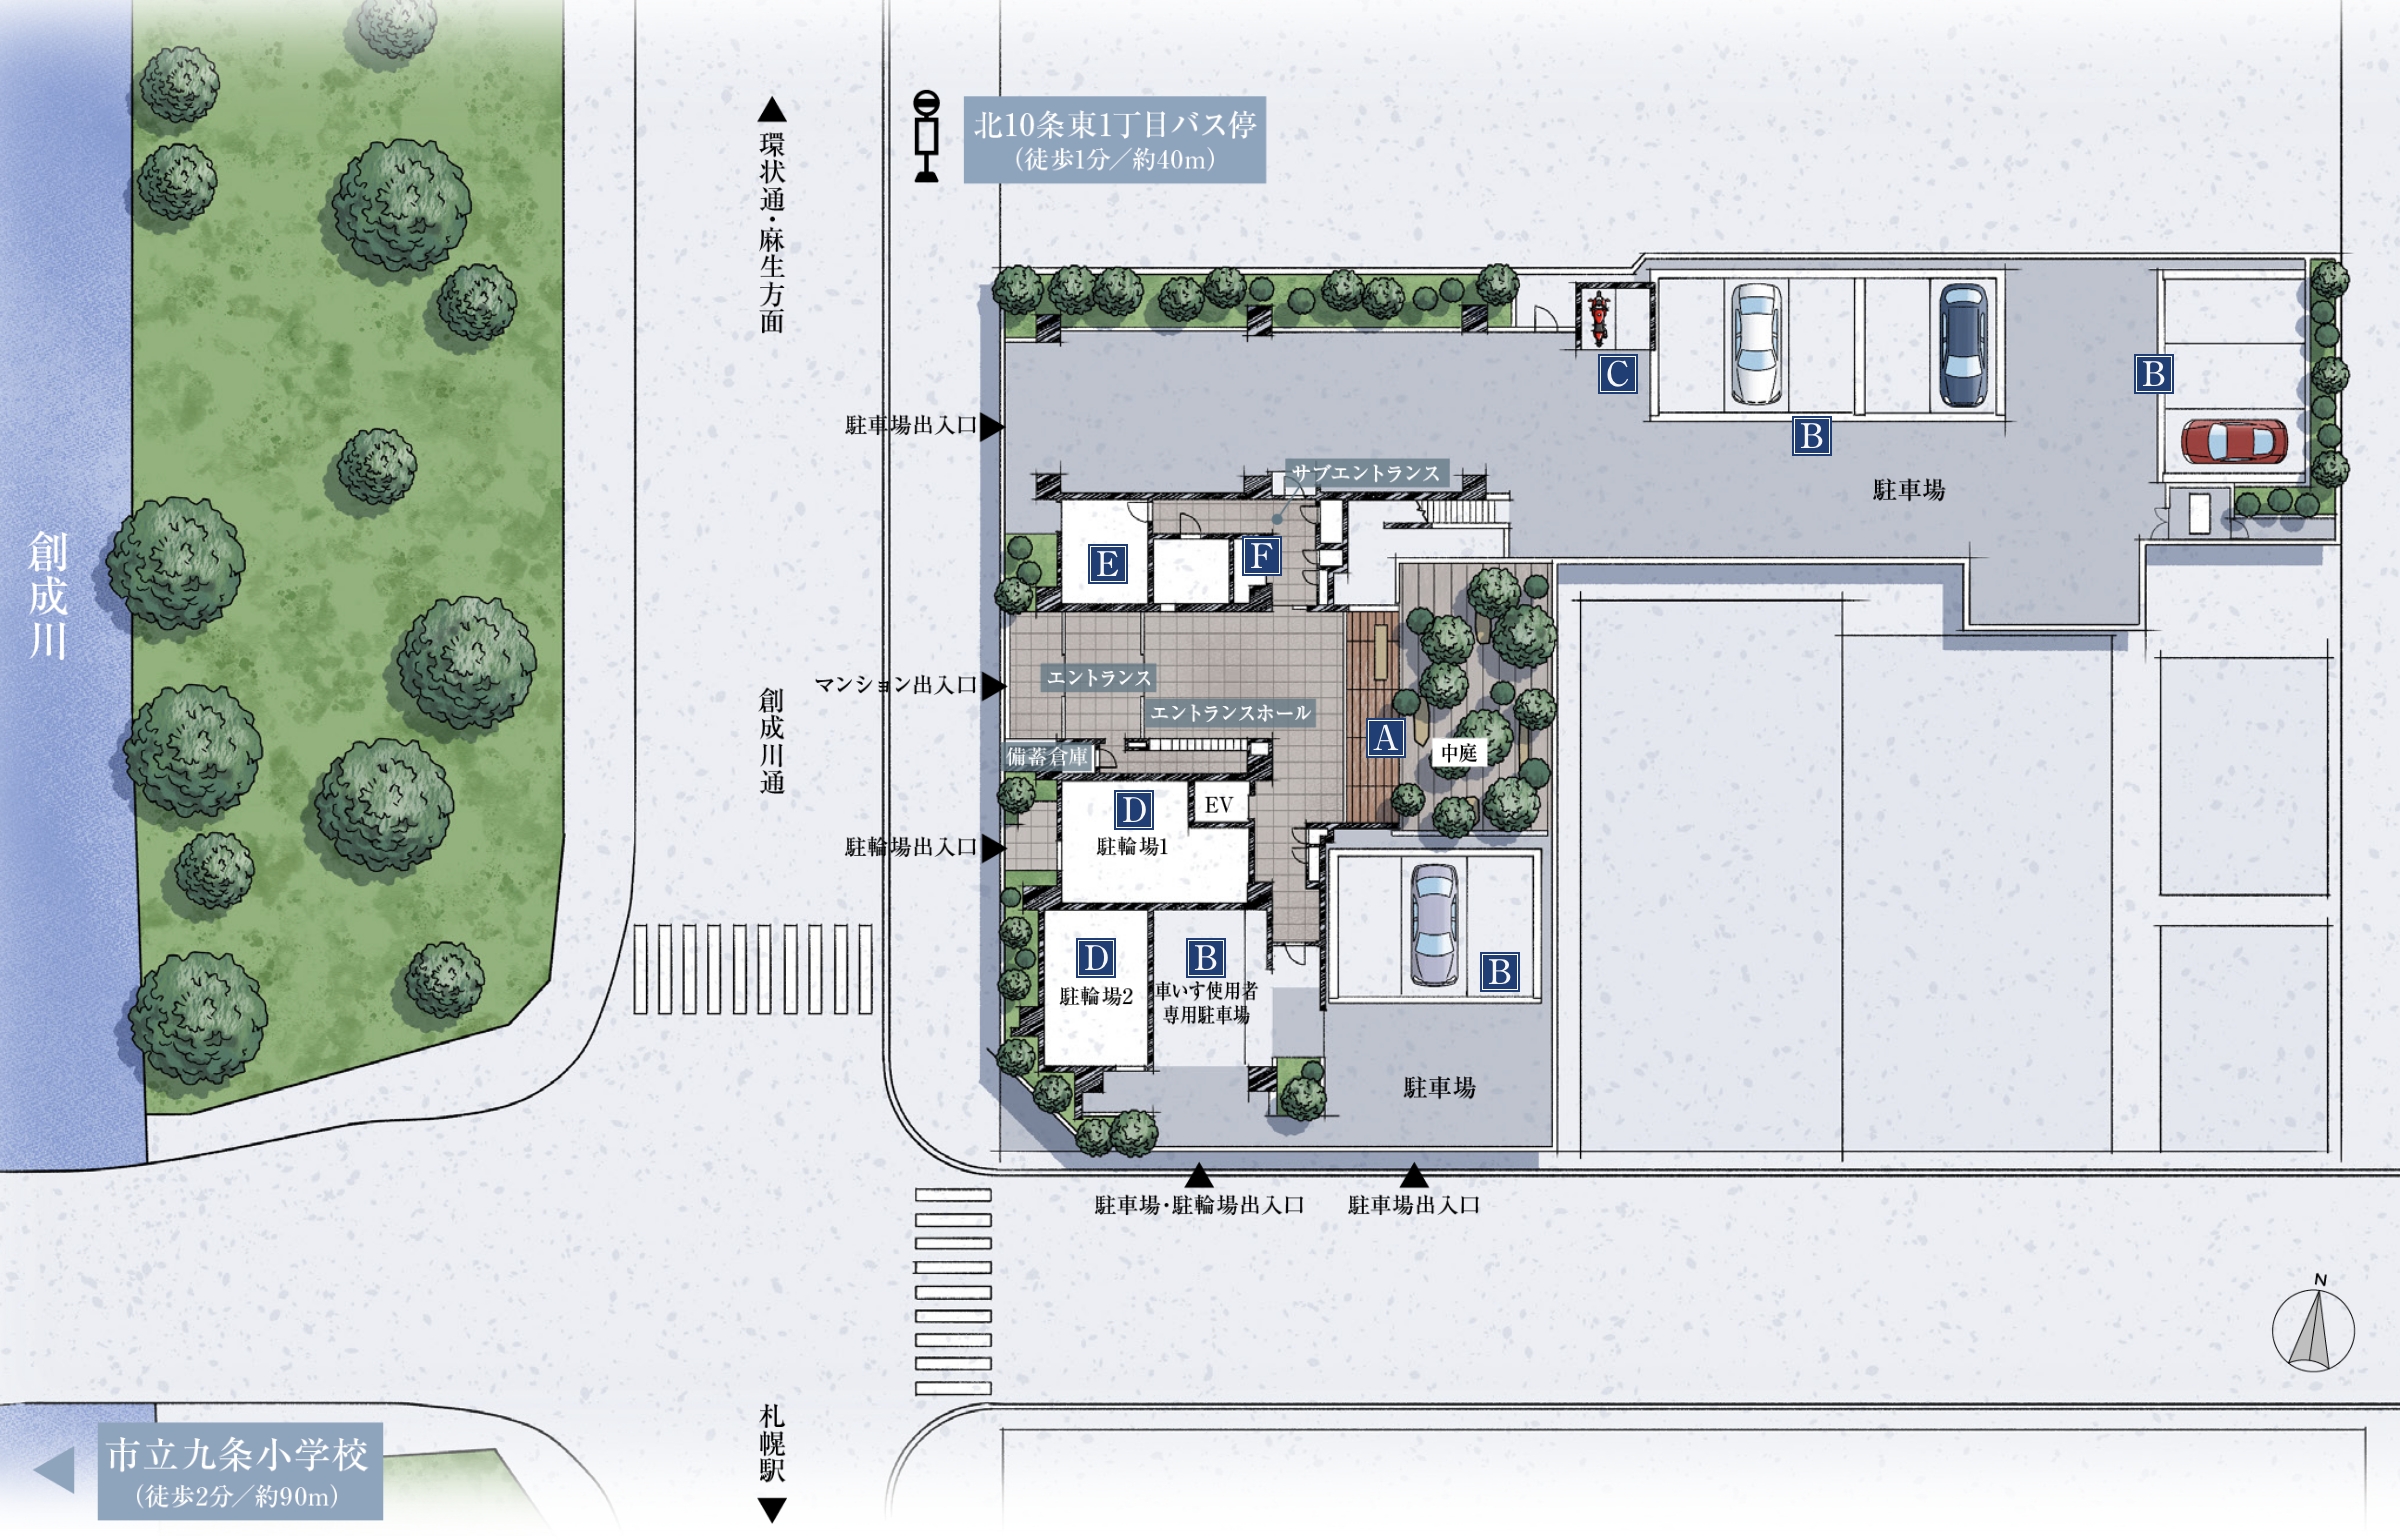 北10条東1丁目バス停
（徒歩1分／約40m）
環状通・麻生方面
駐車場出入口
C
B
B
駐車場
サブエントランス
E
F
創成川
マンション出入口
エントランス
エントランスホール
創成川通
A
中庭
備蓄倉庫
D
EV
駐輪場1
駐輪場出入口
D
駐輪場2
B
車いす使用者
専用駐車場
B
駐車場
駐車場・駐輪場出入口
駐車場出入口
N
札幌駅
市立九条小学校
（徒歩2分／約90m）